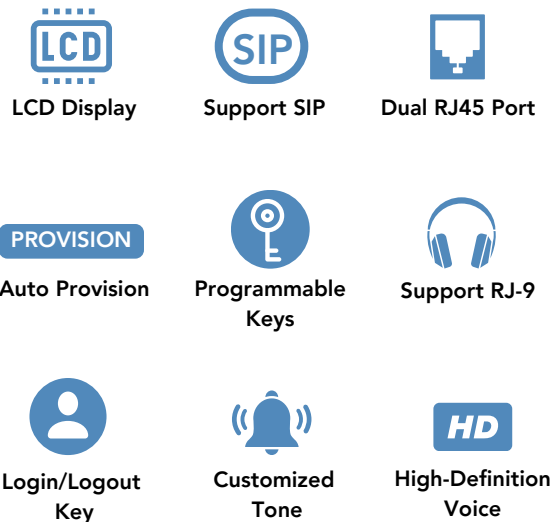 LCD
SIP
LCD Display
Support SIP
Dual RJ45 Port
PROVISION
Auto Provision
Programmable
Keys
Support RJ-9
Login/Logout
Key
Customized
Tone
HD
High-Definition
Voice